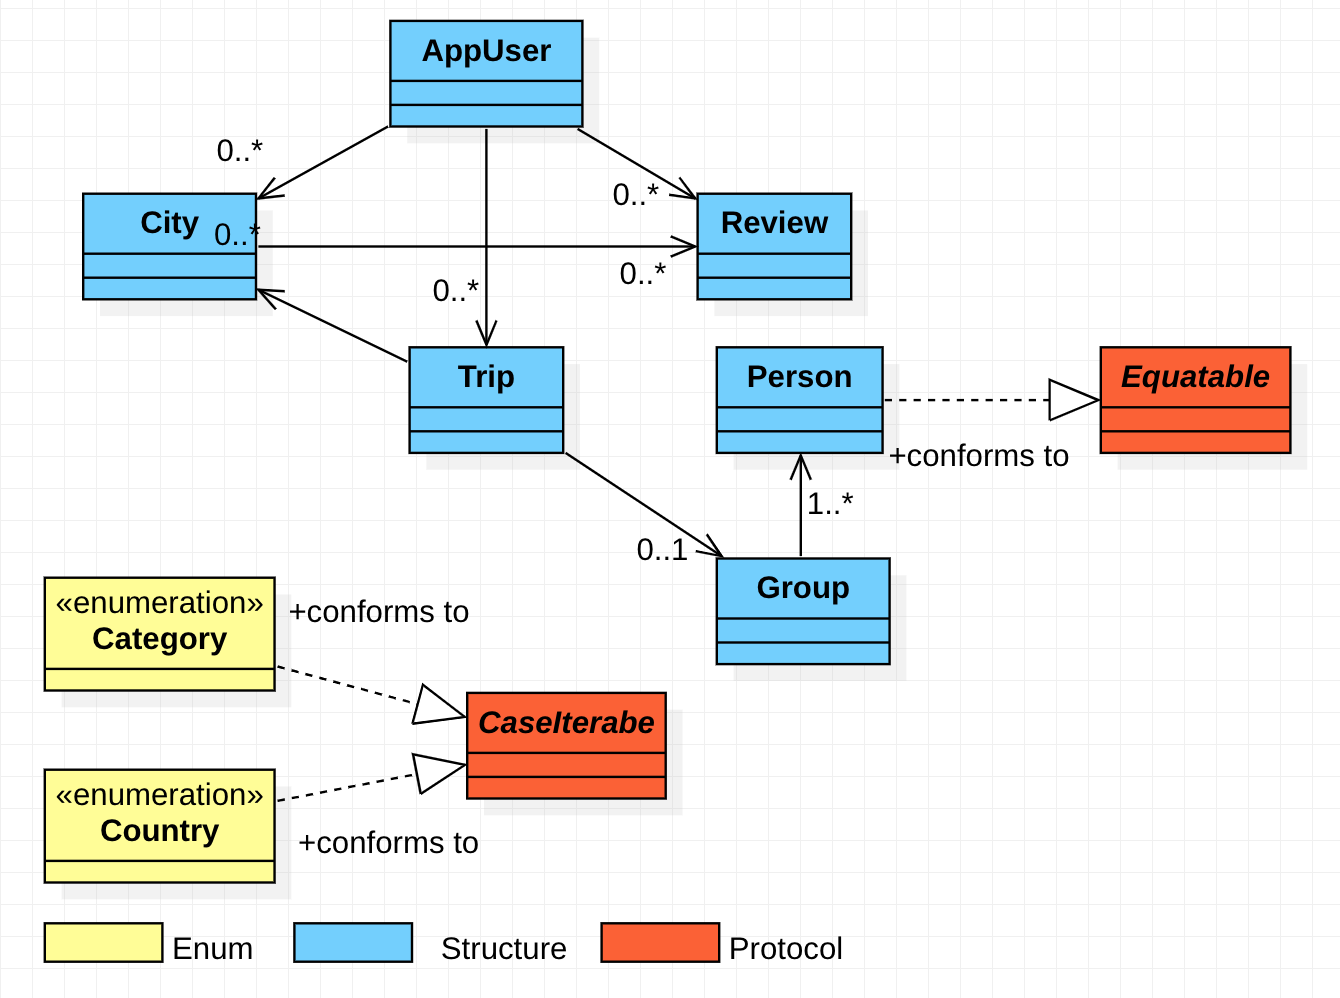 AppUser
0..*
0..*
City
0..*
Review
0..*
0..*
Trip
Person
Equatable
+conforms to
1..*
0..1
Group
«enumeration»
Category
+conforms to
CaseIterabe
«enumeration»
Country
+conforms to
Enum
Structure
Protocol